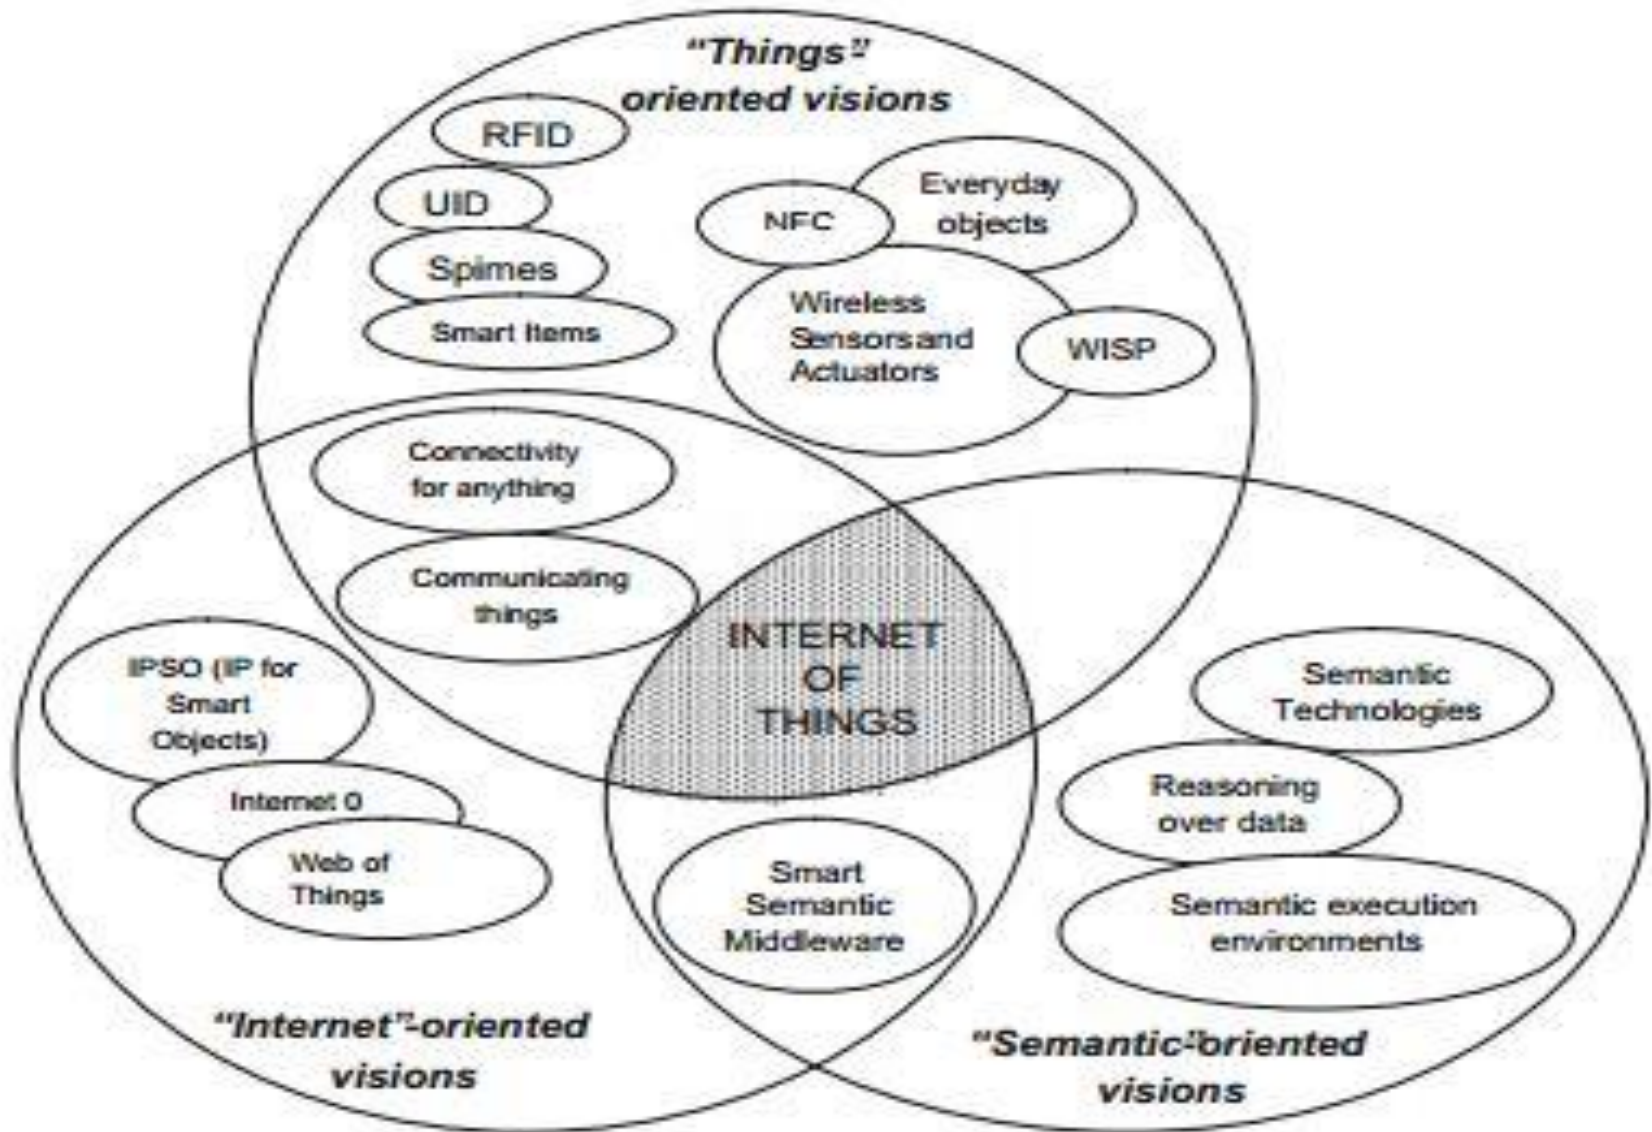 “Things”
oriented visions
RFID
UID
Spimes
Smart Items
Everyday
objects
NFC
Wireless
Sensors and
Actuators
WISP
Connectivity
for anything
Communicating
things
INTERNET
OF
THINGS
IPSO (IP for
Smart
Objects)
Internet 0
Web of
Things
Semantic
Technologies
Reasoning
over data
Semantic execution
environments
Smart
Semantic
Middleware
“Internet”-oriented
visions
“Semantic”-oriented
visions